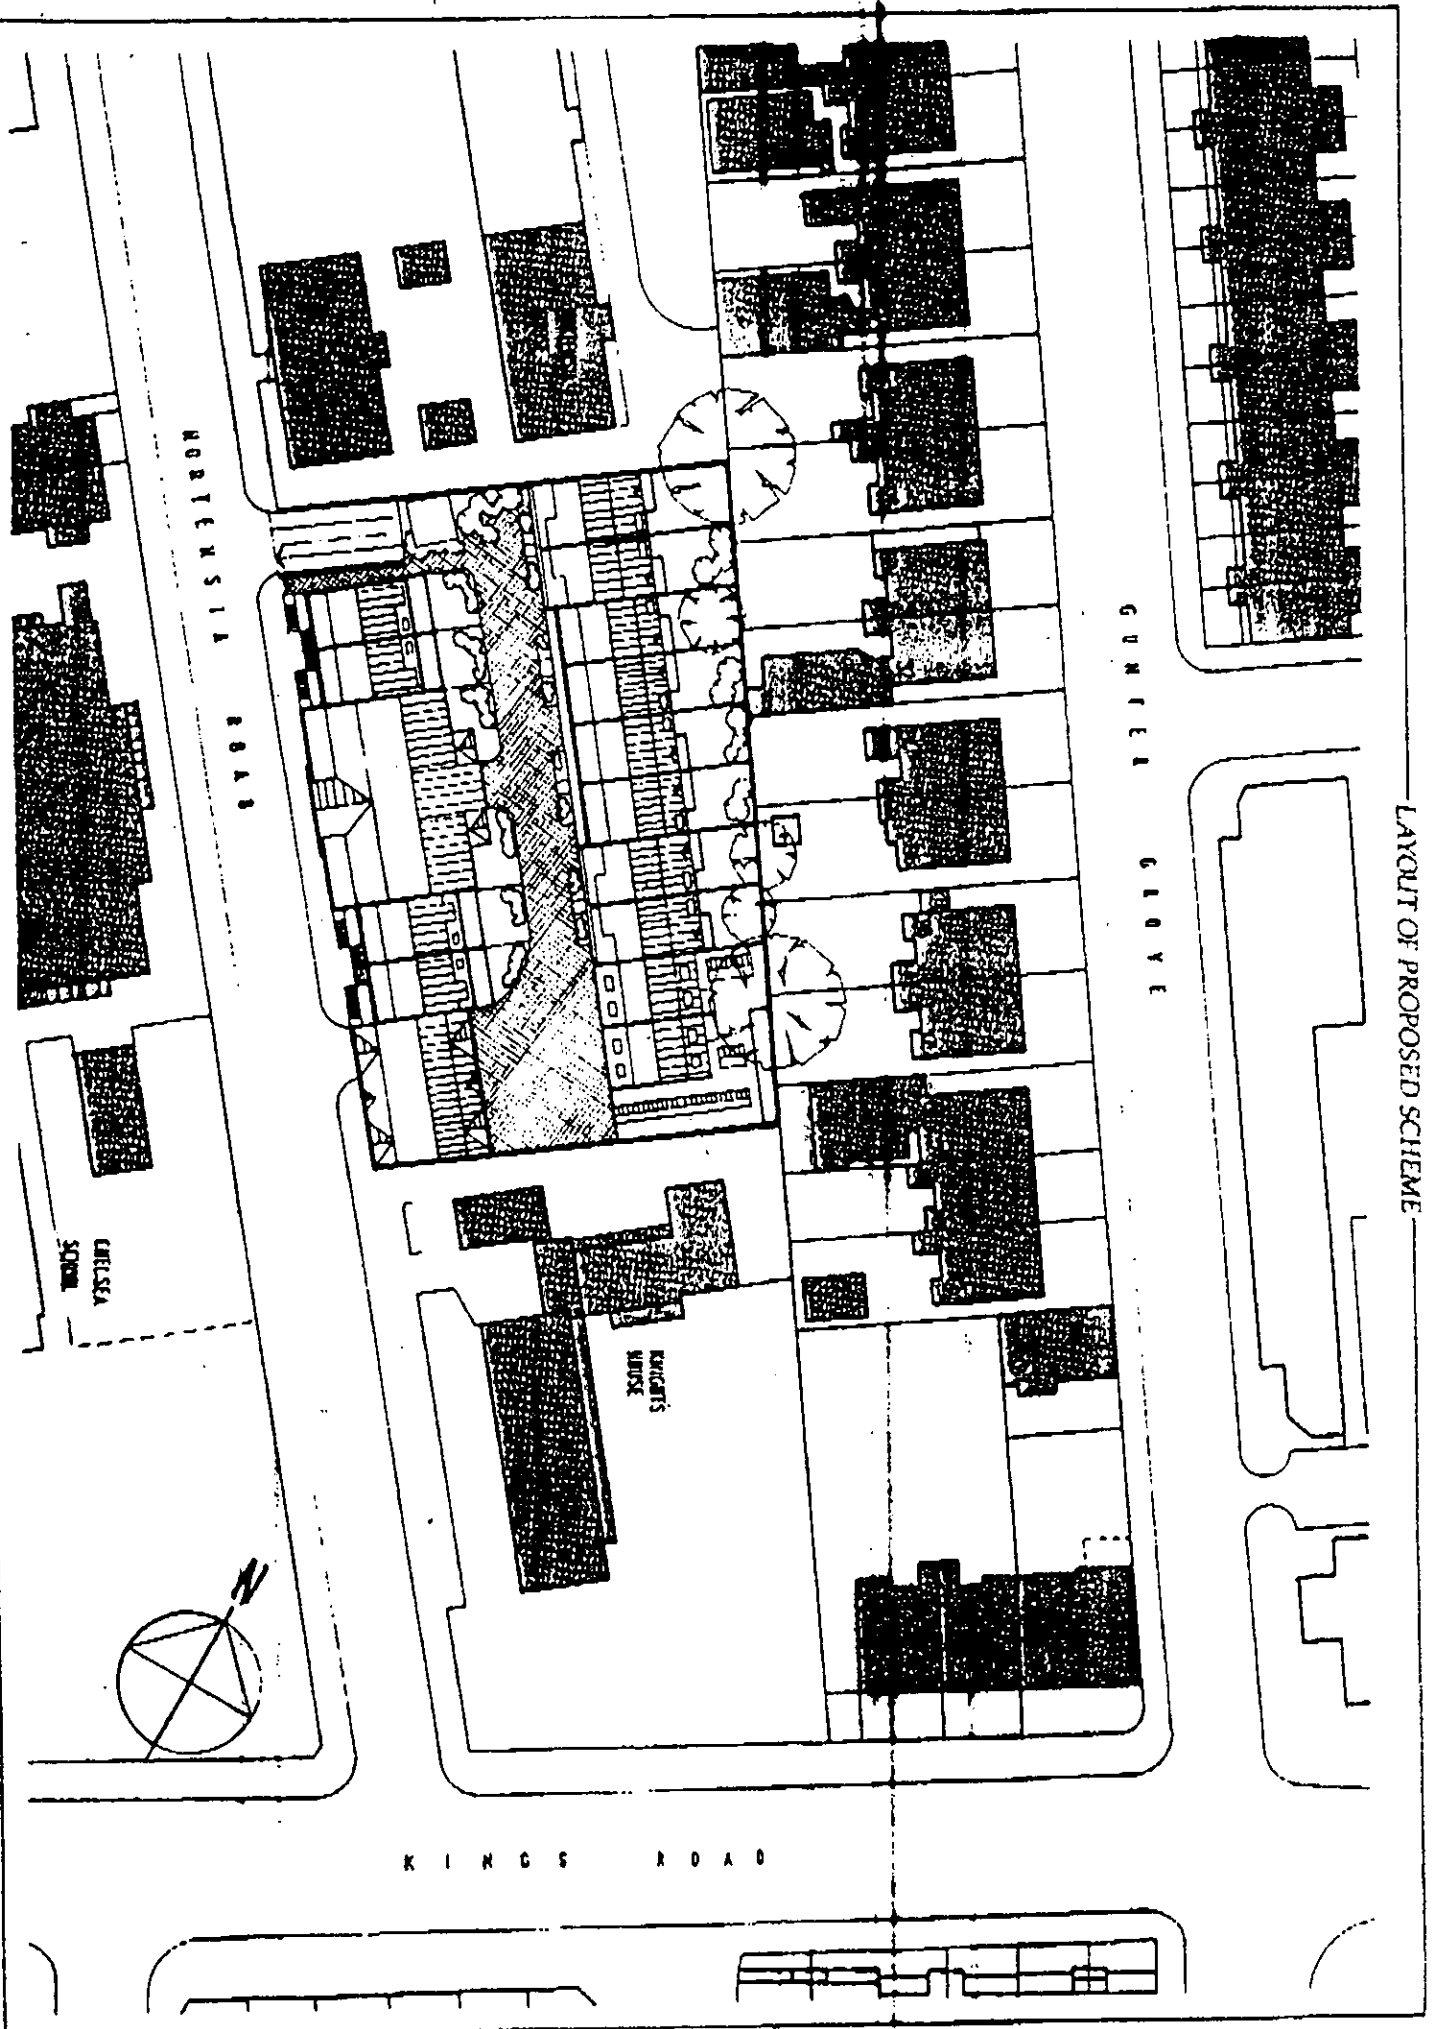 LAYOUT OF PROPOSED SCHEME
GUNTER GROVE
HORTENSIA ROAD
KNIGHTS
HOUSE
CHELSEA
SCHOOL
N
KINGS ROAD